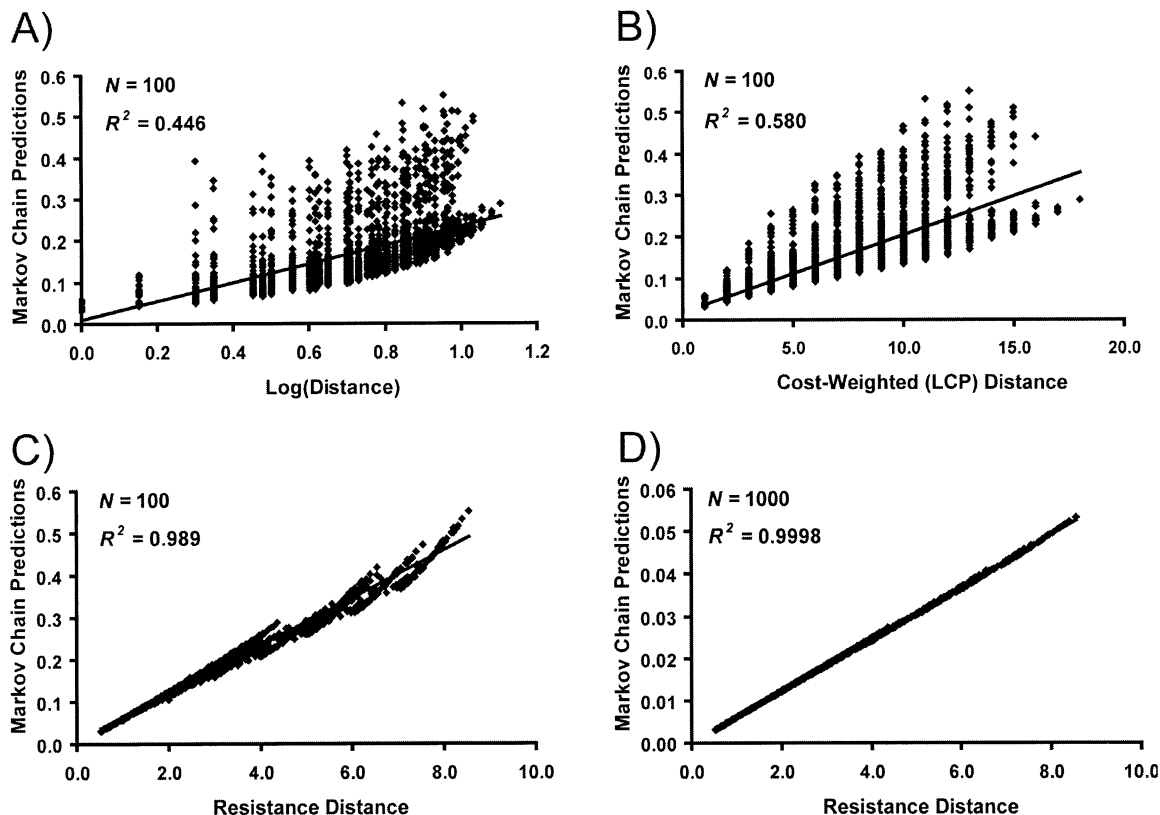 A)
N = 100
R² = 0.446
Markov Chain Predictions
0.6
0.5
0.4
0.3
0.2
0.1
0.0
0.0 0.2 0.4 0.6 0.8 1.0 1.2
Log(Distance)
B)
N = 100
R² = 0.580
Markov Chain Predictions
0.6
0.5
0.4
0.3
0.2
0.1
0.0
0.0 5.0 10.0 15.0 20.0
Cost-Weighted (LCP) Distance
C)
N = 100
R² = 0.989
Markov Chain Predictions
0.6
0.5
0.4
0.3
0.2
0.1
0.0
0.0 2.0 4.0 6.0 8.0 10.0
Resistance Distance
D)
N = 1000
R² = 0.9998
Markov Chain Predictions
0.06
0.05
0.04
0.03
0.02
0.01
0.00
0.0 2.0 4.0 6.0 8.0 10.0
Resistance Distance